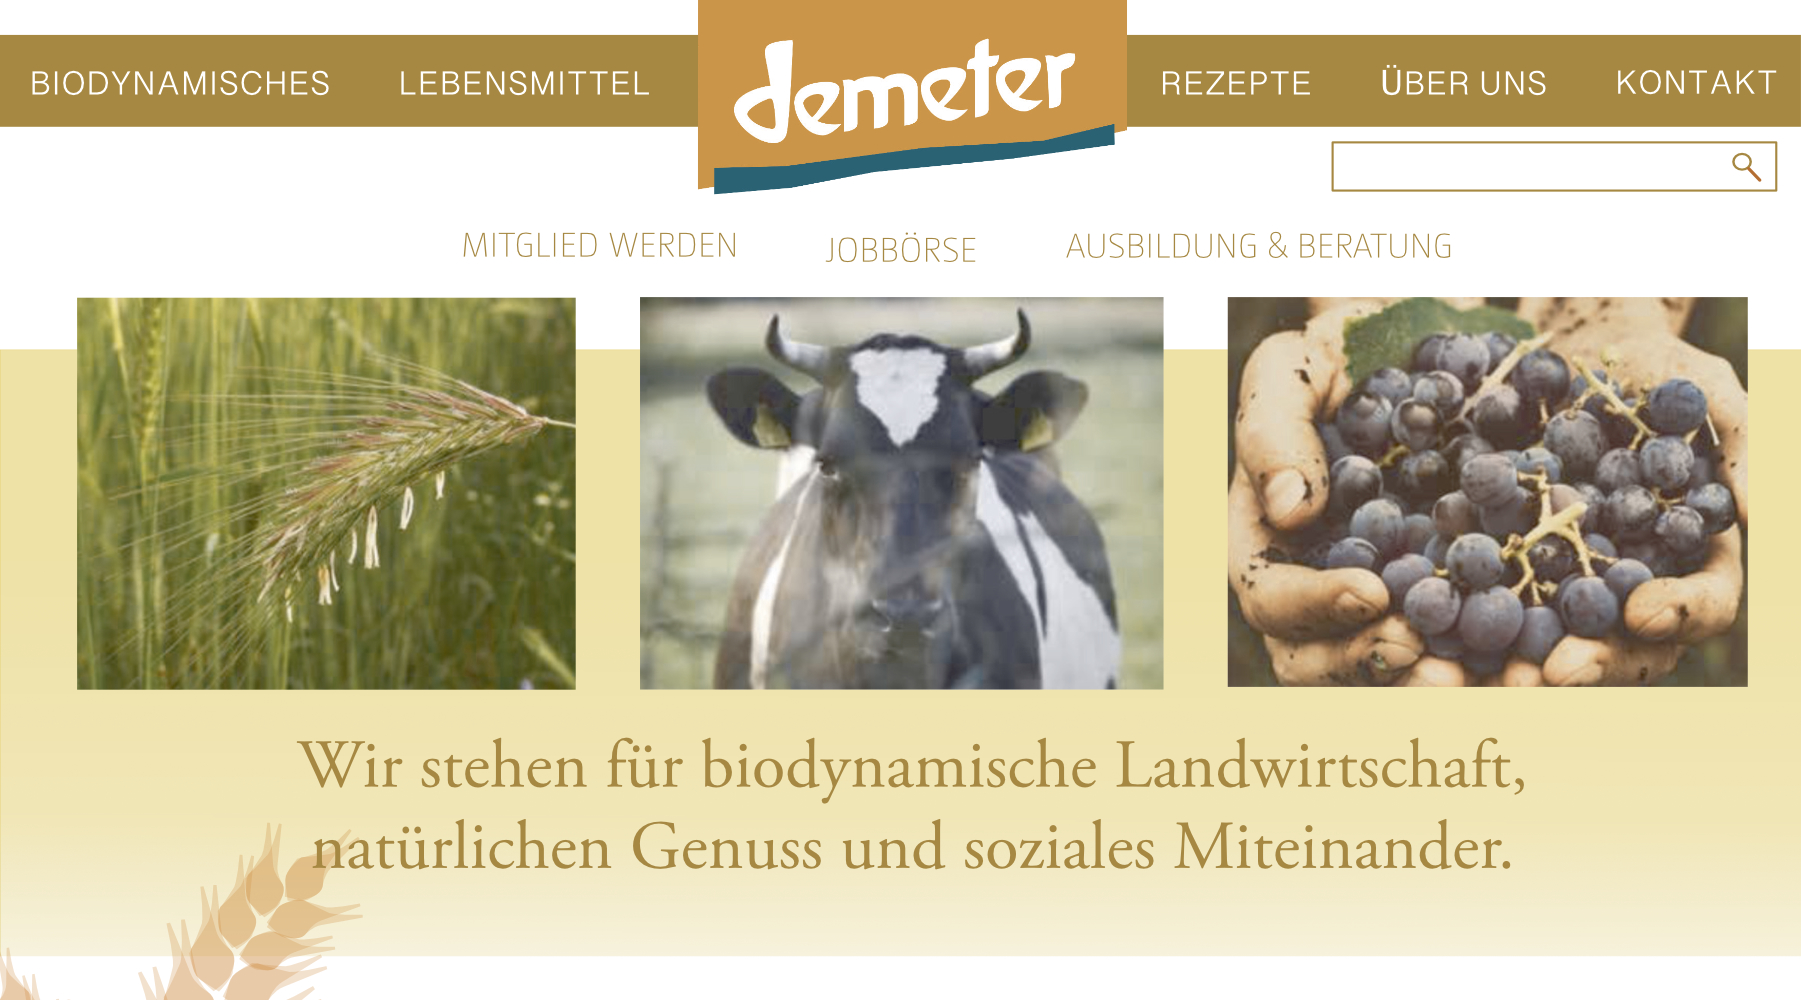 BIODYNAMISCHES
LEBENSMITTEL
demeter
REZEPTE
ÜBER UNS
KONTAKT
MITGLIED WERDEN
JOBBÖRSE
AUSBILDUNG & BERATUNG
Wir stehen für biodynamische Landwirtschaft,
natürlichen Genuss und soziales Miteinander.